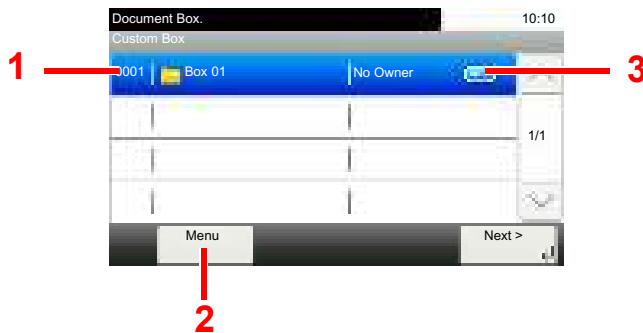 Document Box. 10:10
Custom Box
1 0001 Box 01 No Owner 3
1/1
Menu Next >
2